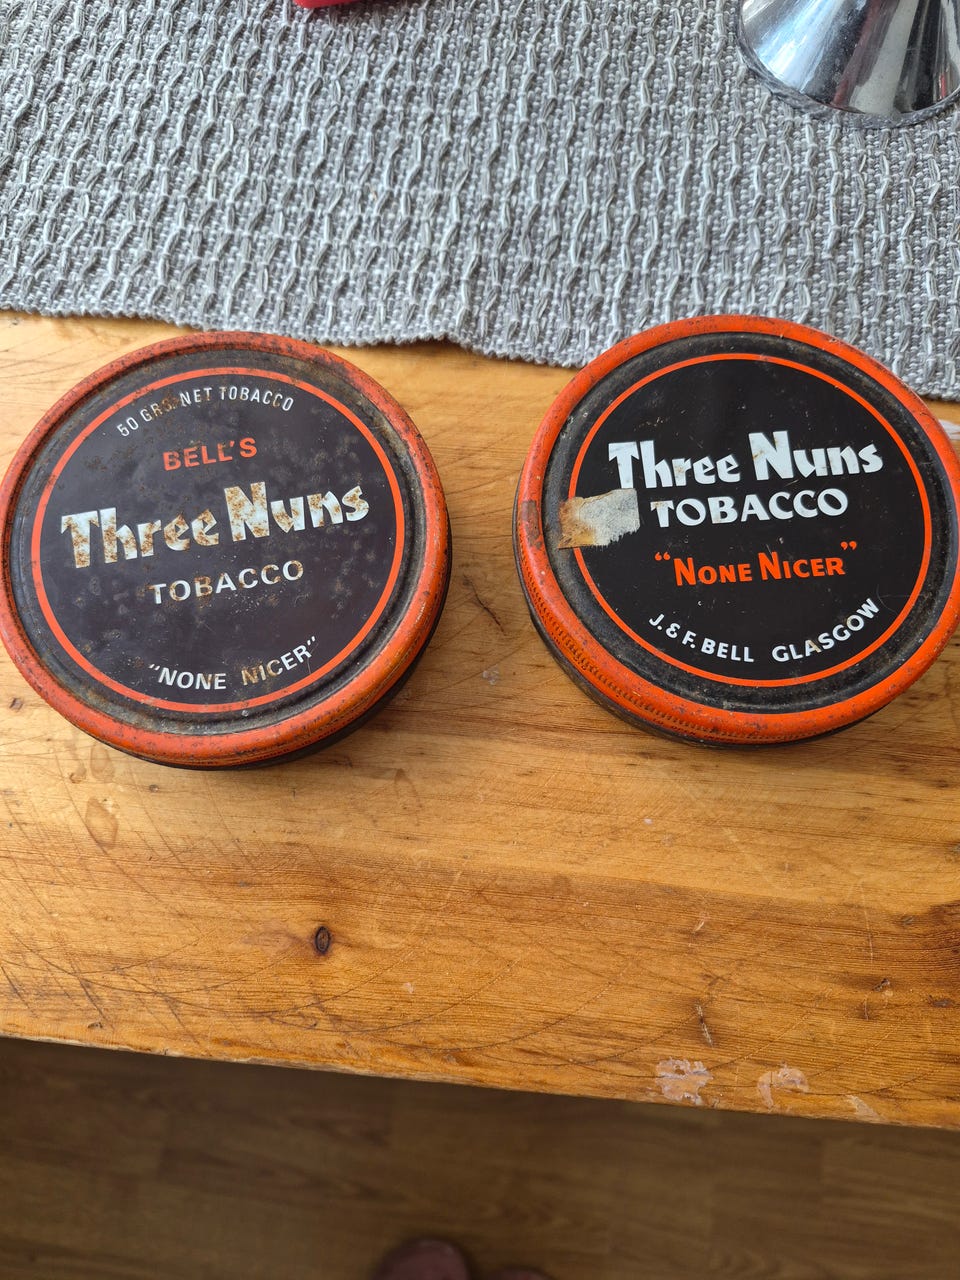 50 GRS. NET TOBACCO
BELL'S
Three Nuns
TOBACCO
"NONE NICER"
Three Nuns
TOBACCO
"NONE NICER"
J. & F. BELL GLASGOW